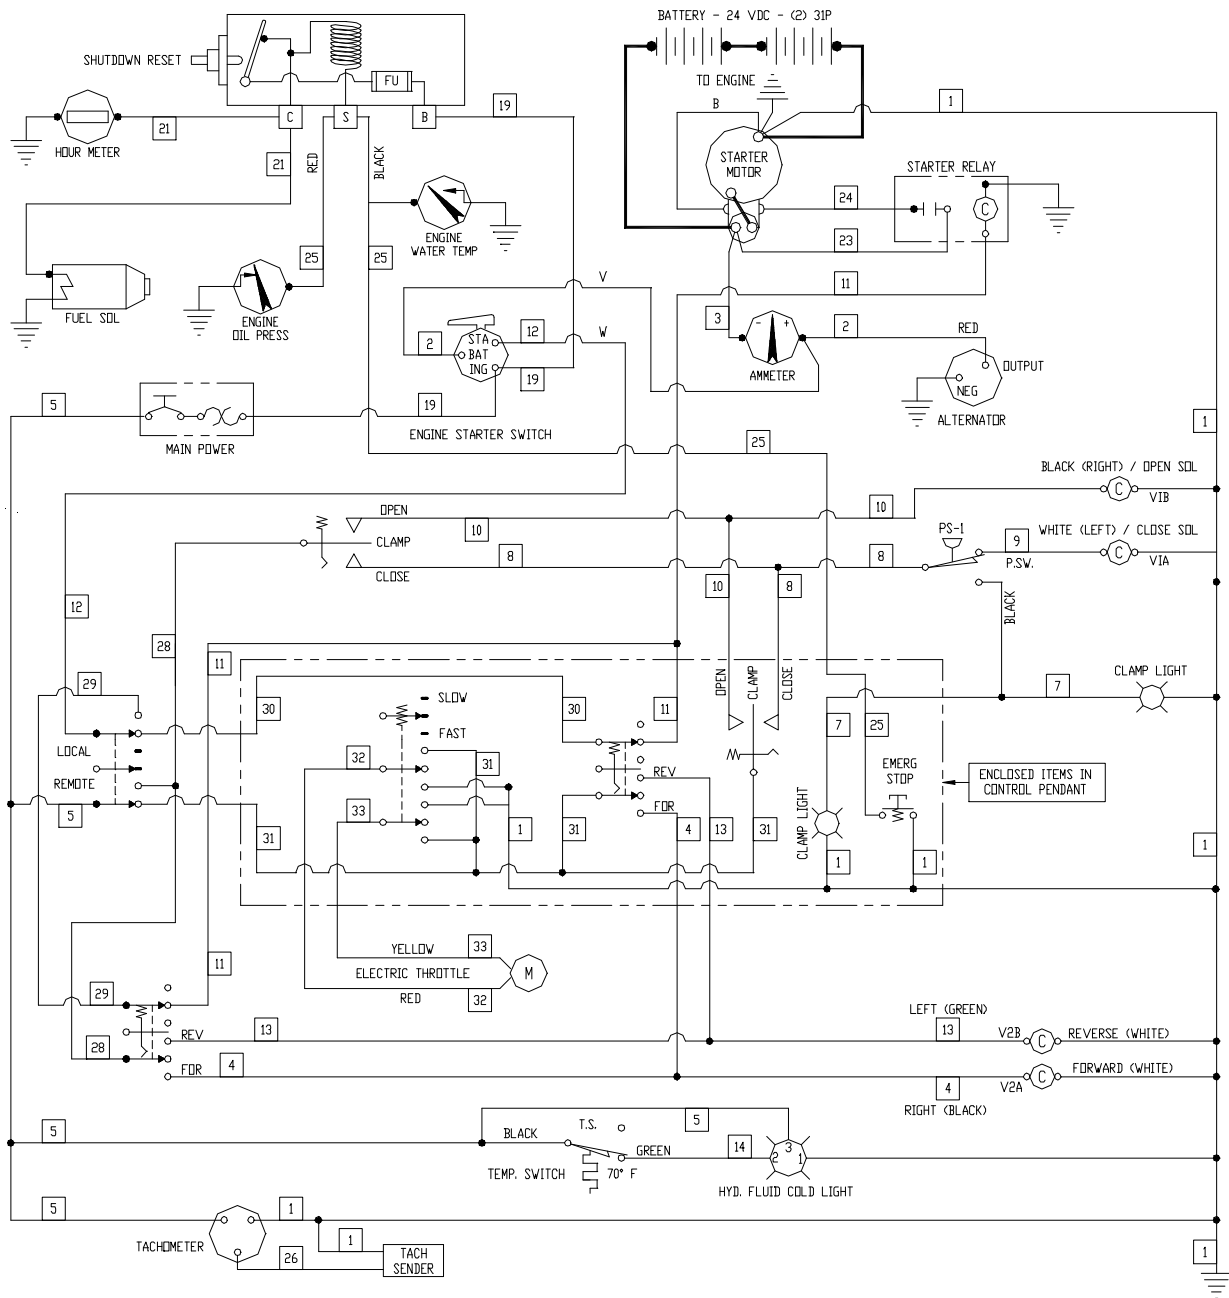 BATTERY - 24 VDC - (2) 31P
SHUTDOWN RESET
FU
TO ENGINE
C
S
B
19
B
1
21
HOUR METER
21
RED
BLACK
STARTER
MOTOR
STARTER RELAY
24
C
23
ENGINE
WATER TEMP
25
25
11
V
FUEL SOL
ENGINE
OIL PRESS
3
- +
2
RED
STA
BAT
ING
12
W
2
19
AMMETER
OUTPUT
NEG
ALTERNATOR
5
19
MAIN POWER
ENGINE STARTER SWITCH
25
1
BLACK (RIGHT) / OPEN SOL
C
V1B
OPEN
10
10
CLAMP
PS-1
9
WHITE (LEFT) / CLOSE SOL
C
V1A
P.SW.
8
8
CLOSE
10
8
BLACK
12
28
11
29
OPEN
CLAMP
CLOSE
CLAMP LIGHT
7
SLOW
30
30
11
7
25
FAST
LOCAL
32
31
REV
EMERG
STOP
ENCLOSED ITEMS IN
CONTROL PENDANT
REMOTE
5
33
FOR
31
1
31
4
13
31
CLAMP LIGHT
1
1
1
YELLOW
33
ELECTRIC THROTTLE
M
RED
32
11
29
LEFT (GREEN)
13
REV
13
V2B
C
REVERSE (WHITE)
28
FOR
4
FORWARD (WHITE)
C
V2A
4
RIGHT (BLACK)
5
T.S.
5
BLACK
GREEN
14
3
2
1
TEMP. SWITCH
70° F
HYD. FLUID COLD LIGHT
5
1
TACHOMETER
1
26
TACH
SENDER
1